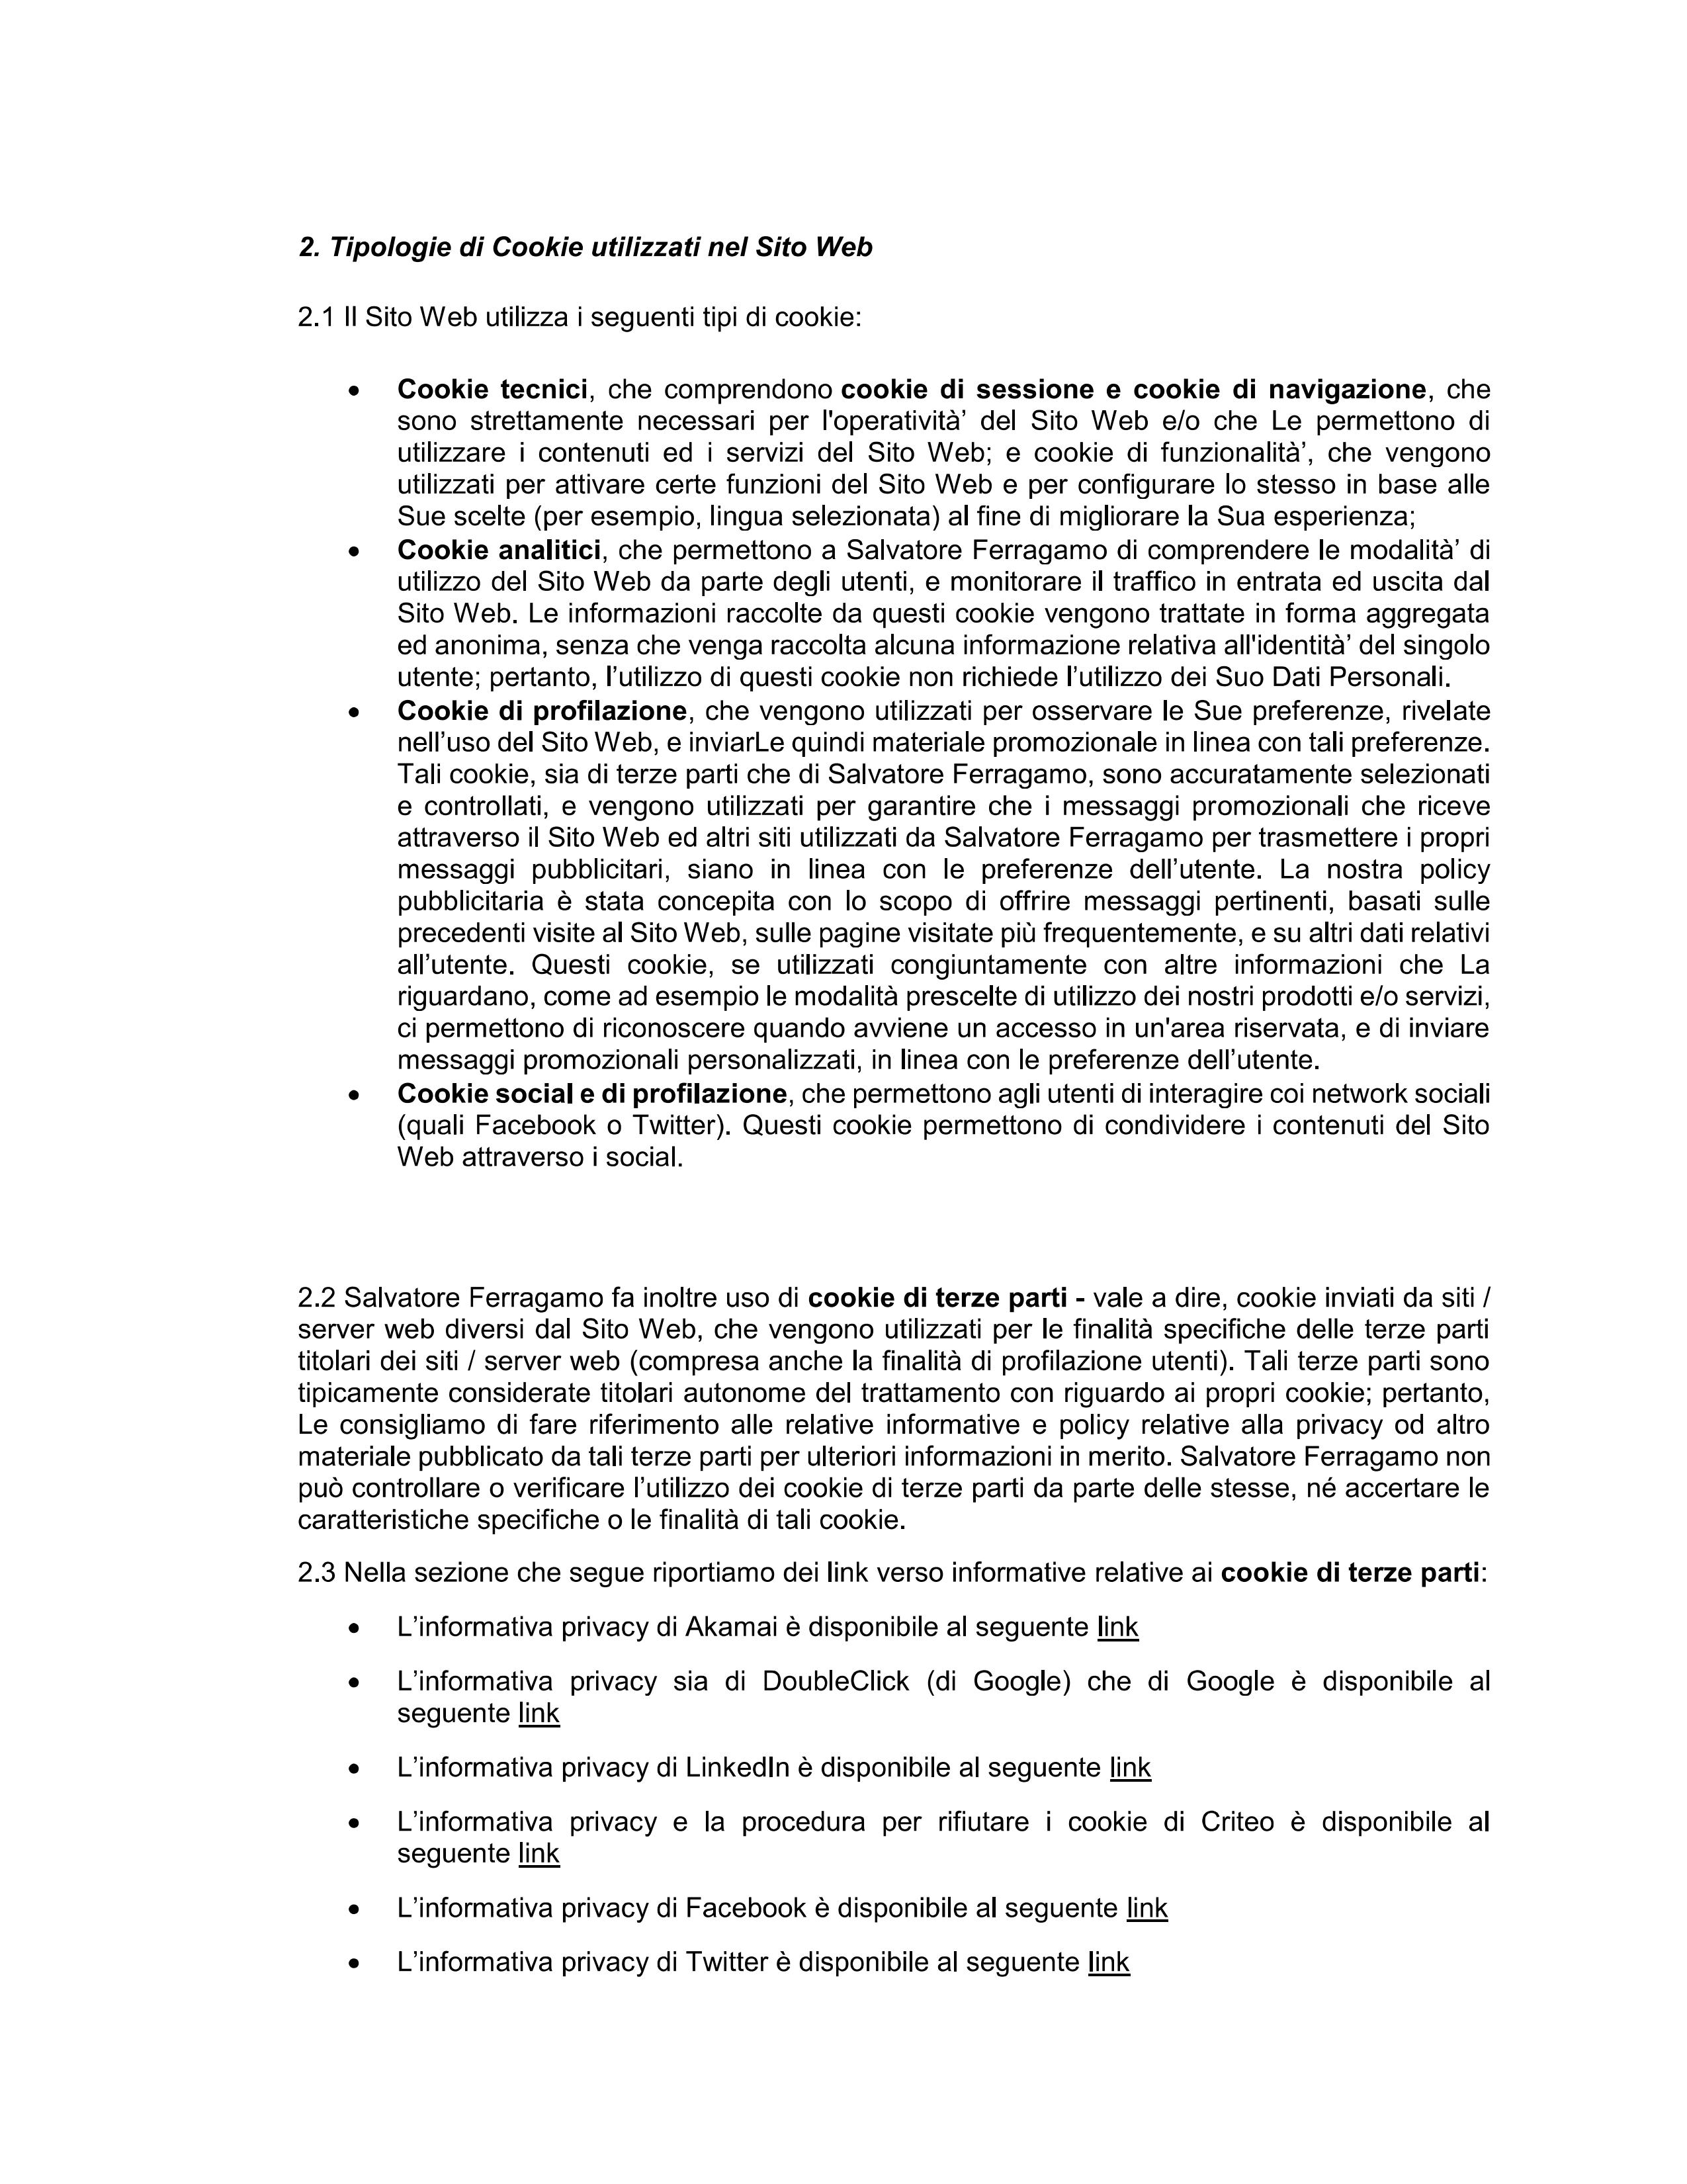 2. Tipologie di Cookie utilizzati nel Sito Web
2.1 Il Sito Web utilizza i seguenti tipi di cookie:
• Cookie tecnici, che comprendono cookie di sessione e cookie di navigazione, che
sono strettamente necessari per l'operatività’ del Sito Web e/o che Le permettono di
utilizzare i contenuti ed i servizi del Sito Web; e cookie di funzionalità’, che vengono
utilizzati per attivare certe funzioni del Sito Web e per configurare lo stesso in base alle
Sue scelte (per esempio, lingua selezionata) al fine di migliorare la Sua esperienza;
• Cookie analitici, che permettono a Salvatore Ferragamo di comprendere le modalità’ di
utilizzo del Sito Web da parte degli utenti, e monitorare il traffico in entrata ed uscita dal
Sito Web. Le informazioni raccolte da questi cookie vengono trattate in forma aggregata
ed anonima, senza che venga raccolta alcuna informazione relativa all'identità’ del singolo
utente; pertanto, l’utilizzo di questi cookie non richiede l’utilizzo dei Suo Dati Personali.
• Cookie di profilazione, che vengono utilizzati per osservare le Sue preferenze, rivelate
nell’uso del Sito Web, e inviarLe quindi materiale promozionale in linea con tali preferenze.
Tali cookie, sia di terze parti che di Salvatore Ferragamo, sono accuratamente selezionati
e controllati, e vengono utilizzati per garantire che i messaggi promozionali che riceve
attraverso il Sito Web ed altri siti utilizzati da Salvatore Ferragamo per trasmettere i propri
messaggi pubblicitari, siano in linea con le preferenze dell’utente. La nostra policy
pubblicitaria è stata concepita con lo scopo di offrire messaggi pertinenti, basati sulle
precedenti visite al Sito Web, sulle pagine visitate più frequentemente, e su altri dati relativi
all’utente. Questi cookie, se utilizzati congiuntamente con altre informazioni che La
riguardano, come ad esempio le modalità prescelte di utilizzo dei nostri prodotti e/o servizi,
ci permettono di riconoscere quando avviene un accesso in un'area riservata, e di inviare
messaggi promozionali personalizzati, in linea con le preferenze dell’utente.
• Cookie social e di profilazione, che permettono agli utenti di interagire coi network sociali
(quali Facebook o Twitter). Questi cookie permettono di condividere i contenuti del Sito
Web attraverso i social.
2.2 Salvatore Ferragamo fa inoltre uso di cookie di terze parti - vale a dire, cookie inviati da siti /
server web diversi dal Sito Web, che vengono utilizzati per le finalità specifiche delle terze parti
titolari dei siti / server web (compresa anche la finalità di profilazione utenti). Tali terze parti sono
tipicamente considerate titolari autonome del trattamento con riguardo ai propri cookie; pertanto,
Le consigliamo di fare riferimento alle relative informative e policy relative alla privacy od altro
materiale pubblicato da tali terze parti per ulteriori informazioni in merito. Salvatore Ferragamo non
può controllare o verificare l’utilizzo dei cookie di terze parti da parte delle stesse, né accertare le
caratteristiche specifiche o le finalità di tali cookie.
2.3 Nella sezione che segue riportiamo dei link verso informative relative ai cookie di terze parti:
• L’informativa privacy di Akamai è disponibile al seguente link
• L’informativa privacy sia di DoubleClick (di Google) che di Google è disponibile al
seguente link
• L’informativa privacy di LinkedIn è disponibile al seguente link
• L’informativa privacy e la procedura per rifiutare i cookie di Criteo è disponibile al
seguente link
• L’informativa privacy di Facebook è disponibile al seguente link
• L’informativa privacy di Twitter è disponibile al seguente link